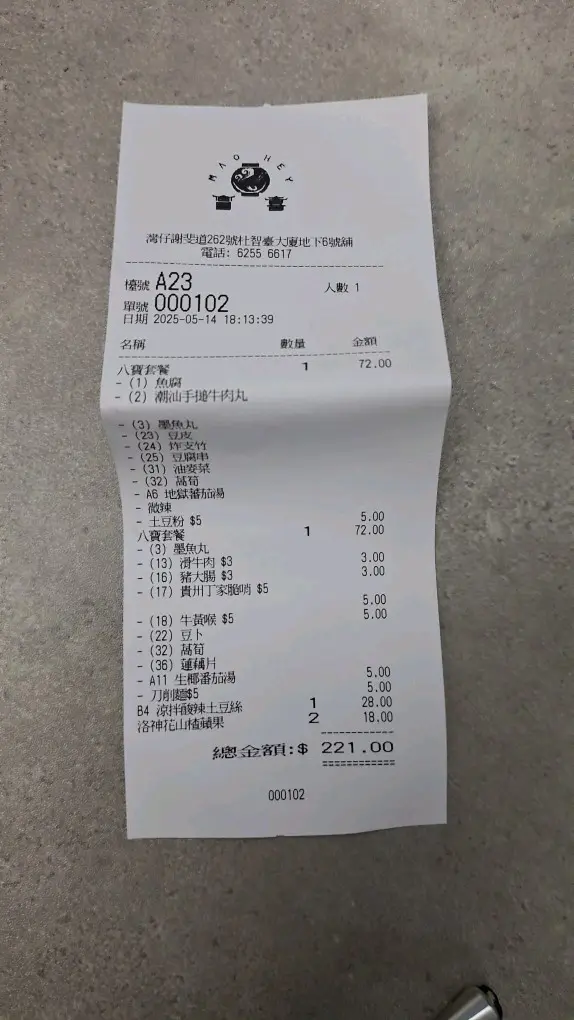 MAO HEY
灣仔謝斐道262號杜智臺大廈地下6號舖
電話: 6255 6617
檯號 A23 人數 1
單號 000102
日期 2025-05-14 18:13:39
名稱 數量 金額
八寶套餐 1 72.00
- (1) 魚腐
- (2) 潮汕手搥牛肉丸
- (3) 墨魚丸
- (23) 豆皮
- (24) 炸支竹
- (25) 豆腐串
- (31) 油麥菜
- (32) 萵筍
- A6 地獄蕃茄湯
- 微辣
- 土豆粉 $5 5.00
八寶套餐 1 72.00
- (3) 墨魚丸
- (13) 滑牛肉 $3 3.00
- (16) 豬大腸 $3 3.00
- (17) 貴州丁家脆哨 $5
5.00
- (18) 牛黃喉 $5 5.00
- (22) 豆卜
- (32) 萵筍
- (36) 蓮藕片
- A11 生椰番茄湯 5.00
- 刀削麵$5 5.00
B4 涼拌酸辣土豆絲 1 28.00
洛神花山楂蘋果 2 18.00
總金額:$ 221.00
000102